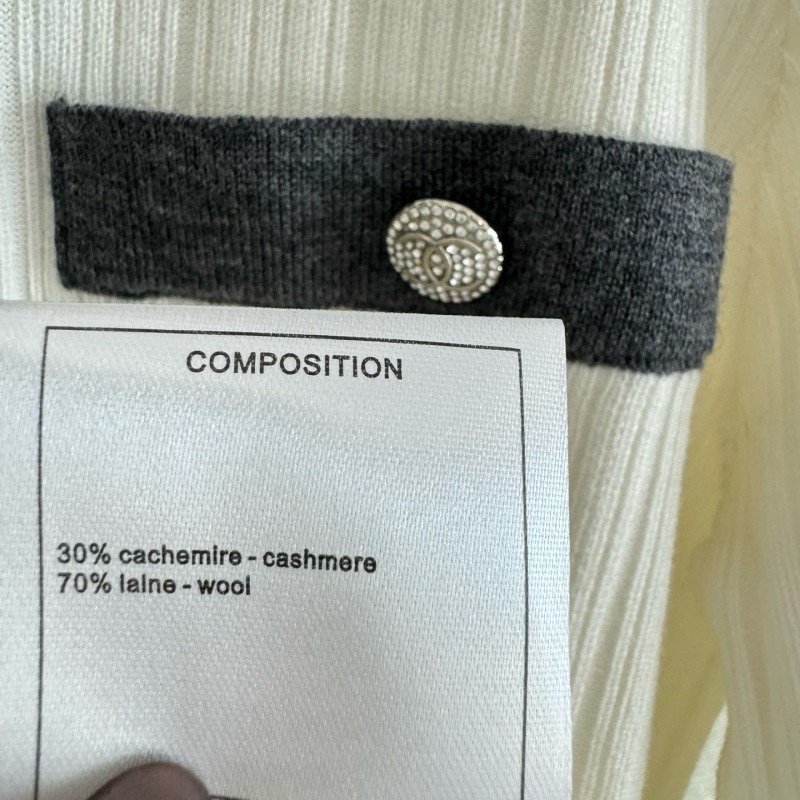 COMPOSITION
30% cachemire - cashmere
70% laine - wool